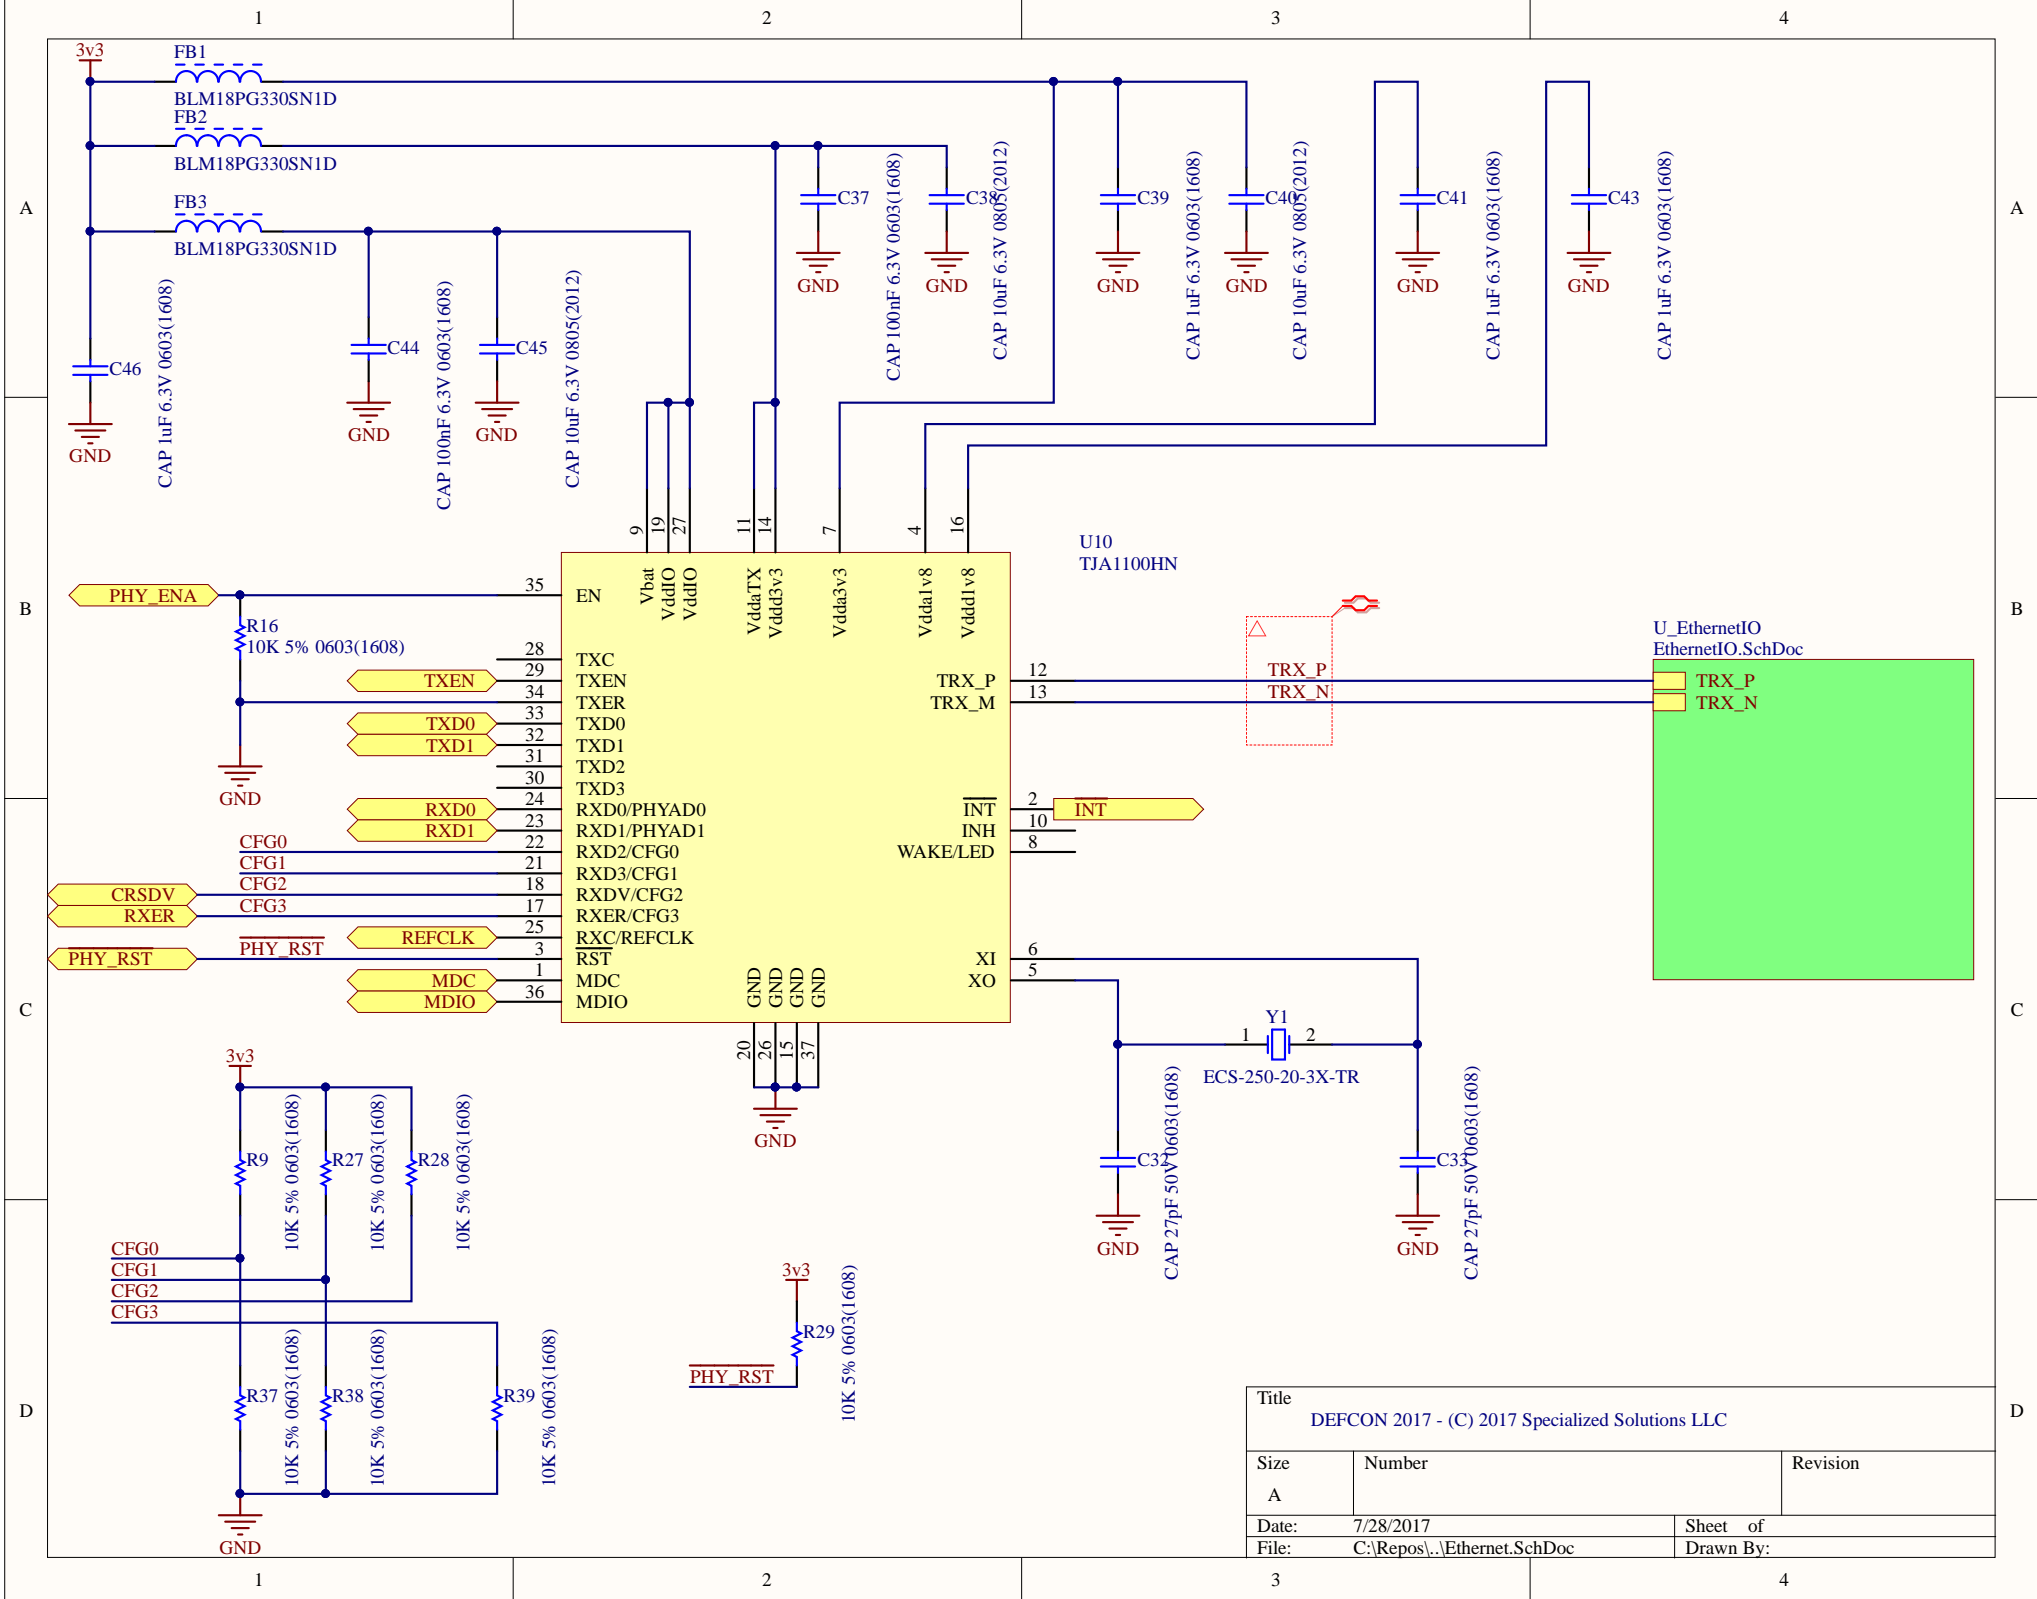 1
2
3
4
A
A
B
B
C
C
D
D
1
2
3
4
3v3
FB1
BLM18PG330SN1D
FB2
BLM18PG330SN1D
FB3
BLM18PG330SN1D
C46
CAP 1uF 6.3V 0603(1608)
GND
C44
CAP 100nF 6.3V 0603(1608)
GND
C45
CAP 10uF 6.3V 0805(2012)
GND
C37
CAP 100nF 6.3V 0603(1608)
GND
C38
CAP 10uF 6.3V 0805(2012)
GND
C39
CAP 1uF 6.3V 0603(1608)
GND
C40
CAP 10uF 6.3V 0805(2012)
GND
C41
CAP 1uF 6.3V 0603(1608)
GND
C43
CAP 1uF 6.3V 0603(1608)
GND
U10
TJA1100HN
9 Vbat
19 VddIO
27 VddIO
11 VddaTX
14 Vddd3v3
7 Vdda3v3
4 Vdda1v8
16 Vddd1v8
PHY_ENA 35 EN
R16
10K 5% 0603(1608)
GND
28 TXC
TXEN 29 TXEN
34 TXER
TXD0 33 TXD0
TXD1 32 TXD1
31 TXD2
30 TXD3
RXD0 24 RXD0/PHYAD0
RXD1 23 RXD1/PHYAD1
CFG0 22 RXD2/CFG0
CFG1 21 RXD3/CFG1
CRSDV CFG2 18 RXDV/CFG2
RXER CFG3 17 RXER/CFG3
REFCLK 25 RXC/REFCLK
PHY_RST PHY_RST 3 RST
MDC 1 MDC
MDIO 36 MDIO
TRX_P 12 TRX_P
TRX_M 13 TRX_N
INT 2 INT
INH 10
WAKE/LED 8
XI 6
XO 5
GND 20
GND 26
GND 15
GND 37
GND
U_EthernetIO
EthernetIO.SchDoc
TRX_P
TRX_N
Y1
1 2
ECS-250-20-3X-TR
C32
CAP 27pF 50V 0603(1608)
GND
C33
CAP 27pF 50V 0603(1608)
GND
3v3
R9
10K 5% 0603(1608)
R27
10K 5% 0603(1608)
R28
10K 5% 0603(1608)
CFG0
CFG1
CFG2
CFG3
R37
10K 5% 0603(1608)
R38
10K 5% 0603(1608)
R39
10K 5% 0603(1608)
GND
3v3
R29
10K 5% 0603(1608)
PHY_RST
Title
DEFCON 2017 - (C) 2017 Specialized Solutions LLC
Size
A
Number
Revision
Date: 7/28/2017
Sheet of
File: C:\Repos\..\Ethernet.SchDoc
Drawn By: